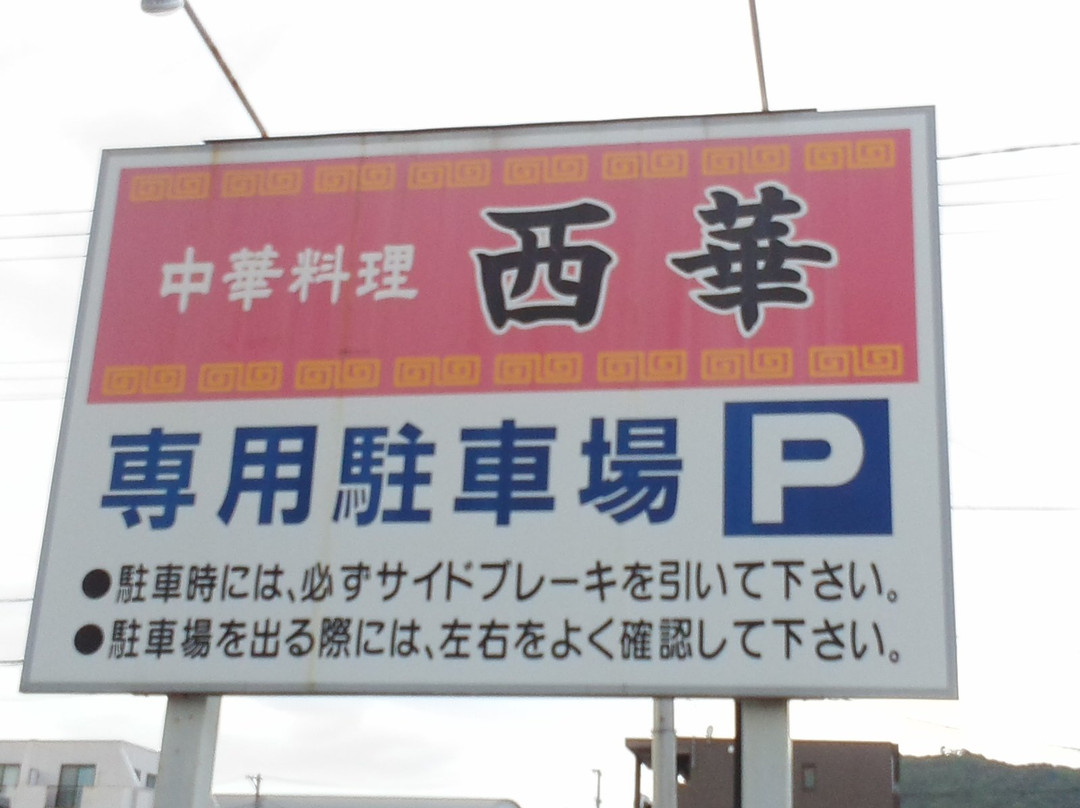 中華料理 西華
専用駐車場 P
●駐車時には、必ずサイドブレーキを引いて下さい。
●駐車場を出る際には、左右をよく確認して下さい。